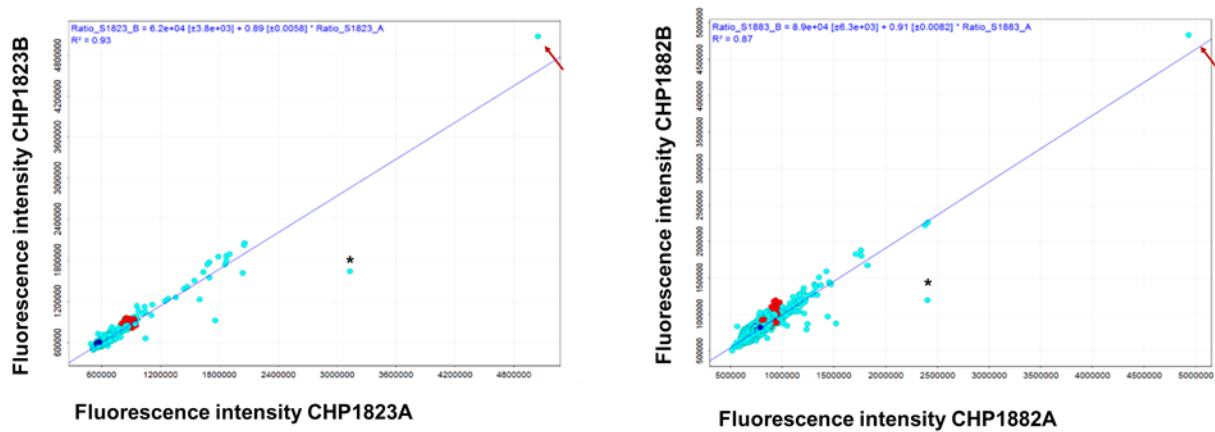 Ratio_S1823_B = 6.2e+04 [±3.8e+03] + 0.89 [±0.0058] * Ratio_S1823_A
R² = 0.93
Fluorescence intensity CHP1823B
4800000
4200000
3600000
3000000
2400000
1800000
1200000
600000
*
600000 1200000 1800000 2400000 3000000 3600000 4200000 4800000
Fluorescence intensity CHP1823A
Ratio_S1883_B = 8.9e+04 [±6.3e+03] + 0.91 [±0.0082] * Ratio_S1883_A
R² = 0.87
Fluorescence intensity CHP1882B
4500000
4000000
3500000
3000000
2500000
2000000
1500000
1000000
500000
*
500000 1000000 1500000 2000000 2500000 3000000 3500000 4000000 4500000 5000000
Fluorescence intensity CHP1882A